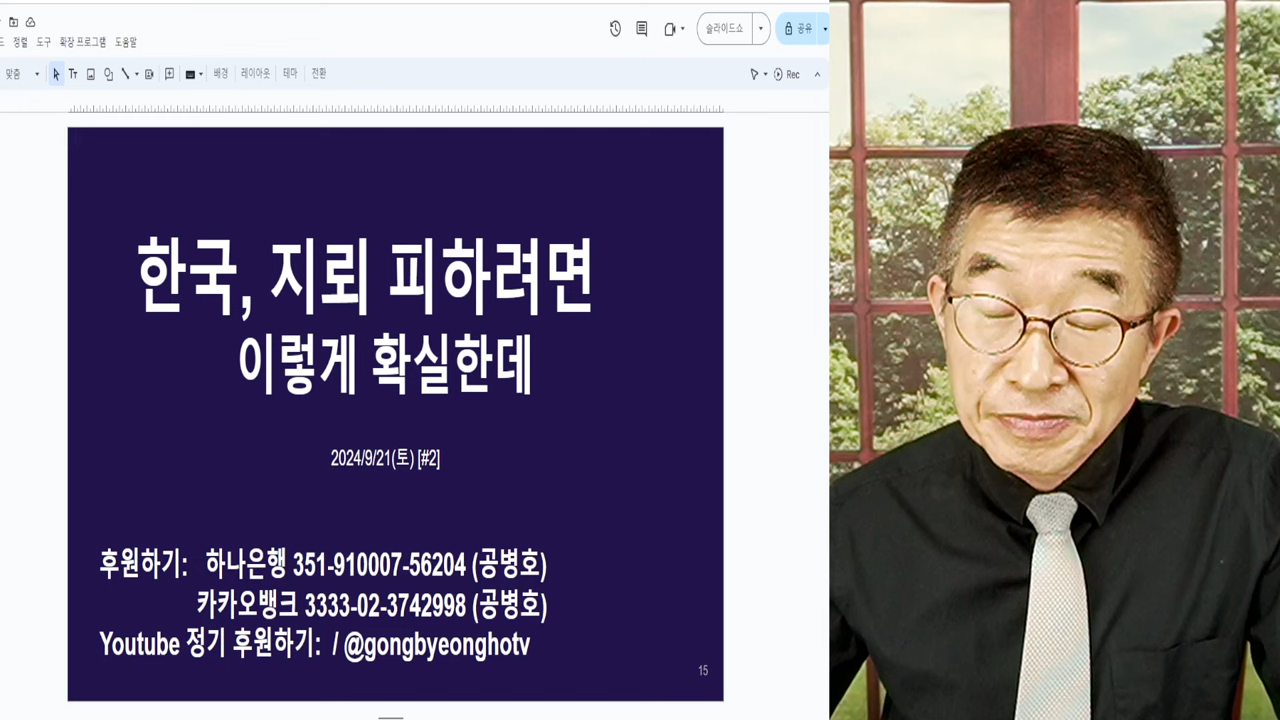 정렬 도구 확장 프로그램 도움말
슬라이드쇼
공유
맞춤
배경 레이아웃 테마 전환
Rec
한국, 지뢰 피하려면
이렇게 확실한데
2024/9/21(토) [#2]
후원하기: 하나은행 351-910007-56204 (공병호)
카카오뱅크 3333-02-3742998 (공병호)
Youtube 정기 후원하기: / @gongbyeonghotv
15